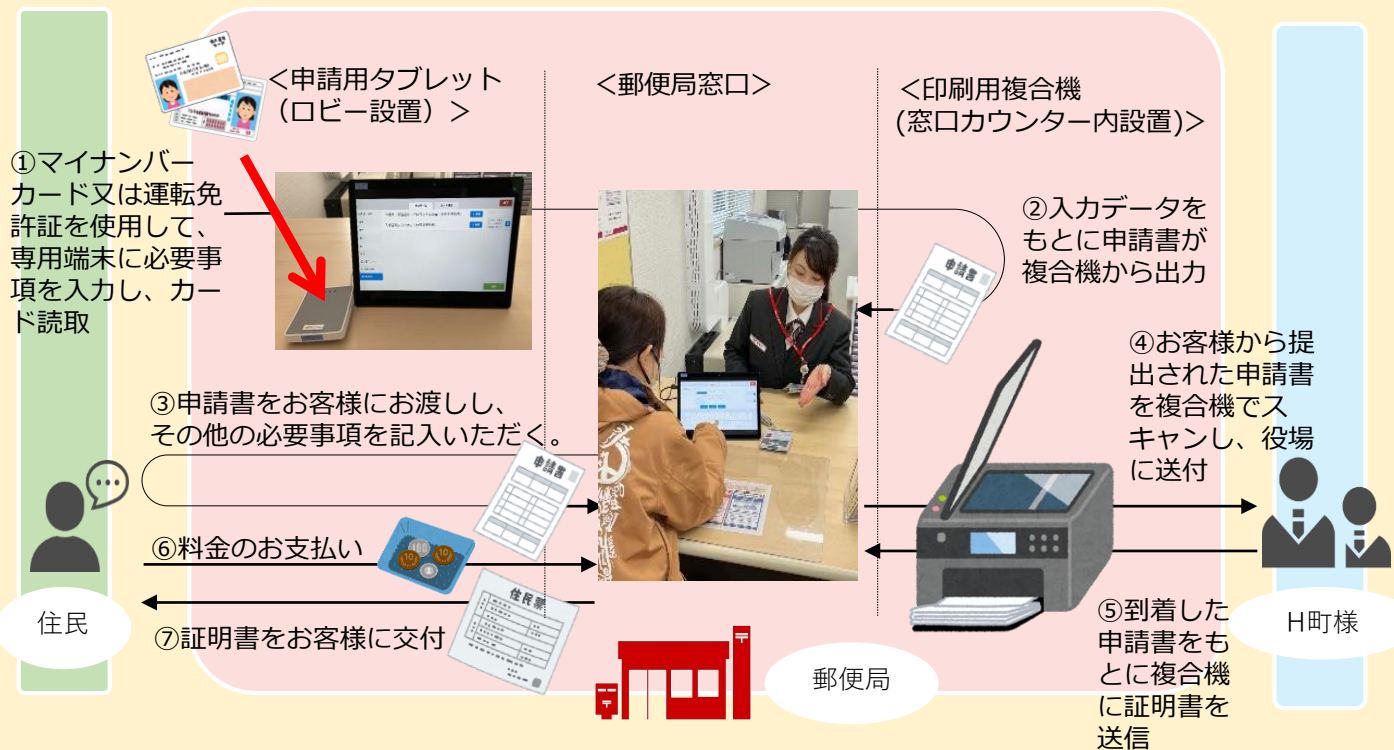 <申請用タブレット
(ロビー設置)>
<郵便局窓口>
<印刷用複合機
(窓口カウンター内設置)>
①マイナンバー
カード又は運転免
許証を使用して、
専用端末に必要事
項を入力し、カー
ド読取
②入力データを
もとに申請書が
複合機から出力
申請書
③申請書をお客様にお渡しし、
その他の必要事項を記入いただく。
申請書
④お客様から提
出された申請書
を複合機でス
キャンし、役場
に送付
⑥料金のお支払い
100
10
10
住民票
⑦証明書をお客様に交付
⑤到着した
申請書をも
とに複合機
に証明書を
送信
住民
郵便局
H町様
〒
〒